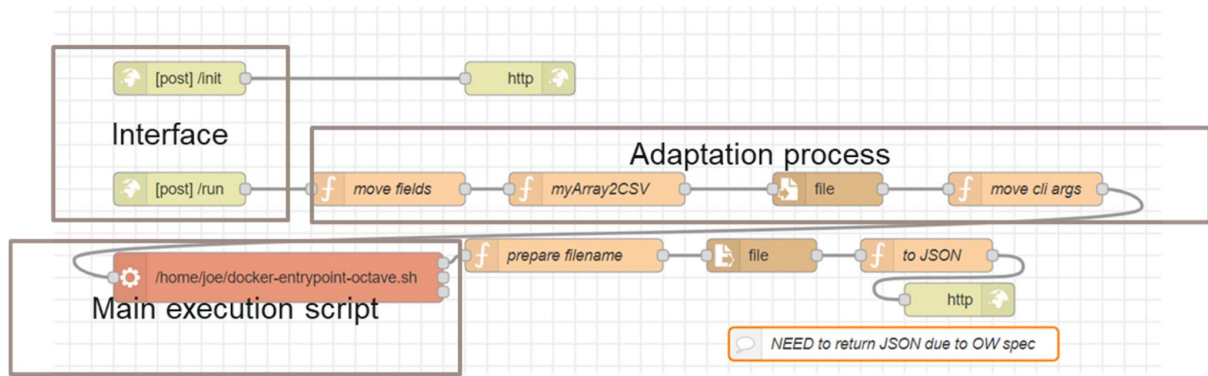 [post] /init
http
Interface
Adaptation process
[post] /run
move fields
myArray2CSV
file
move cli args
/home/joe/docker-entrypoint-octave.sh
prepare filename
file
to JSON
Main execution script
http
NEED to return JSON due to OW spec